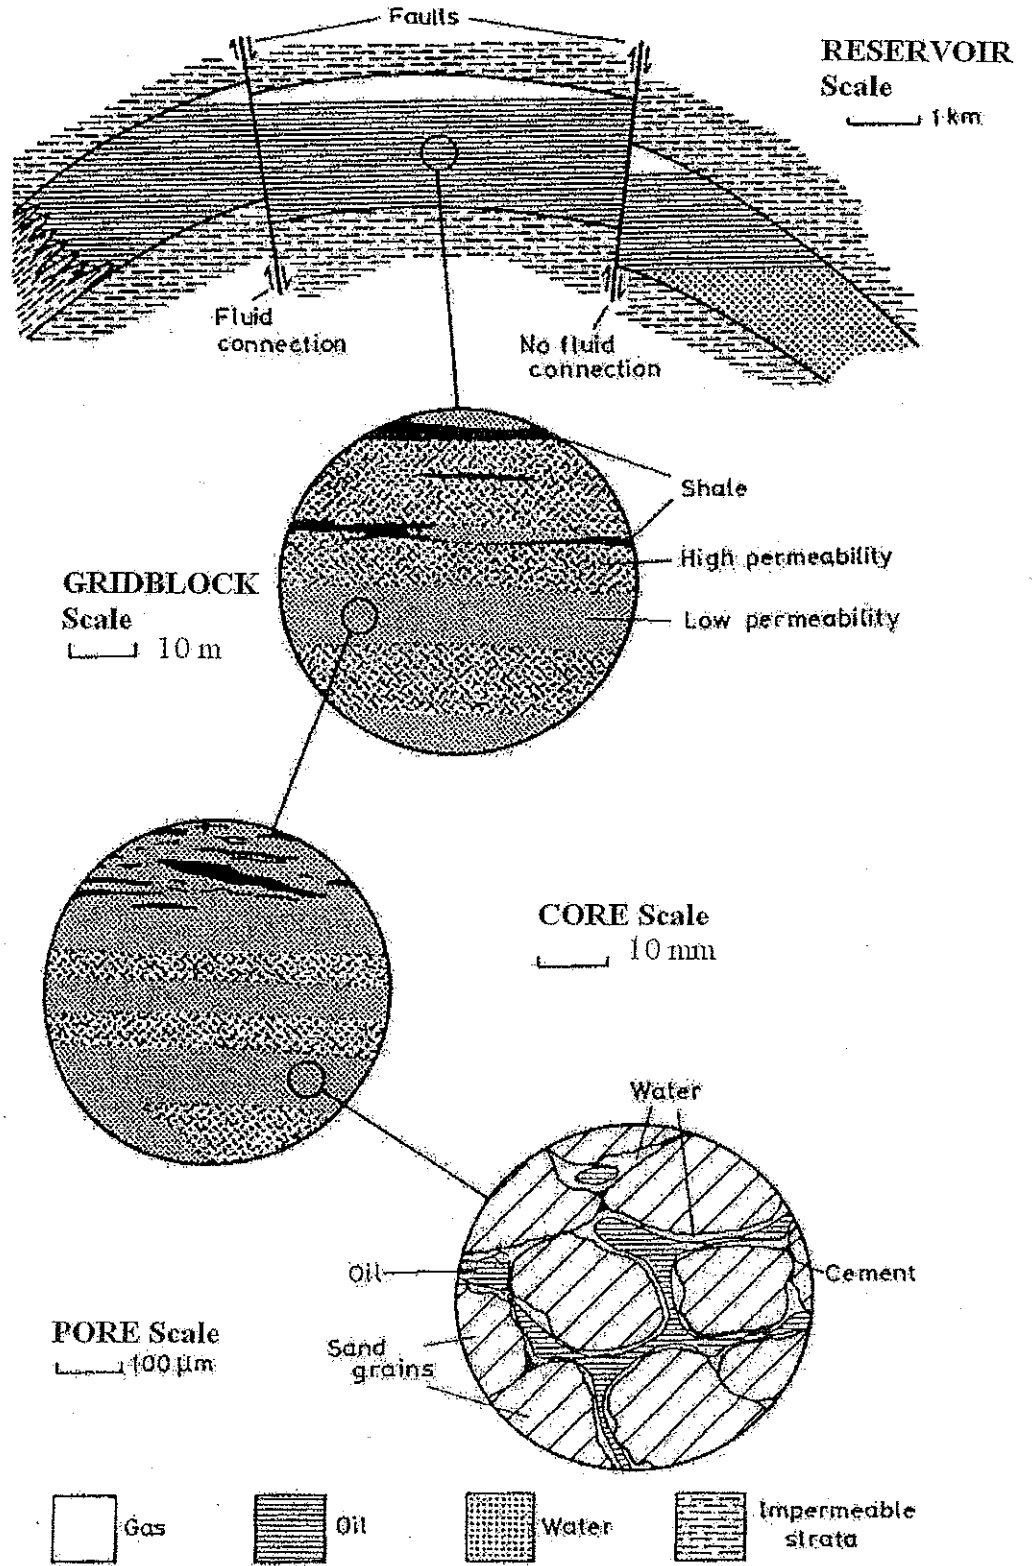 Faults
RESERVOIR
Scale
1 km
Fluid
connection
No fluid
connection
Shale
High permeability
Low permeability
GRIDBLOCK
Scale
10 m
CORE Scale
10 mm
Water
Oil
Cement
PORE Scale
100 µm
Sand
grains
Gas
Oil
Water
Impermeable
strata